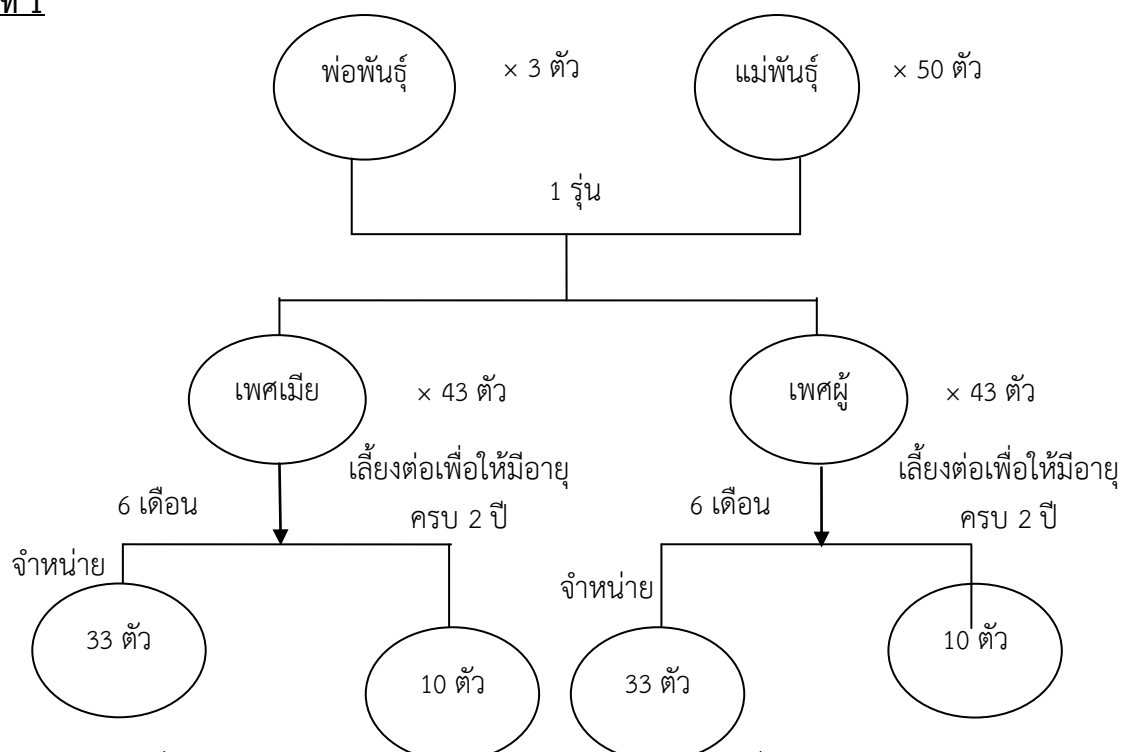 ที่ 1
พ่อพันธุ์
× 3 ตัว
แม่พันธุ์
× 50 ตัว
1 รุ่น
เพศเมีย
× 43 ตัว
เพศผู้
× 43 ตัว
6 เดือน
เลี้ยงต่อเพื่อให้มีอายุ
ครบ 2 ปี
6 เดือน
เลี้ยงต่อเพื่อให้มีอายุ
ครบ 2 ปี
จำหน่าย
33 ตัว
10 ตัว
จำหน่าย
33 ตัว
10 ตัว